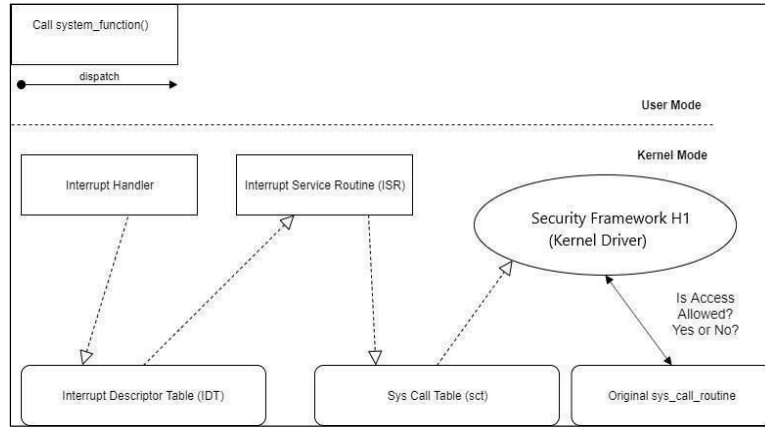 Call system_function()
dispatch
User Mode
Kernel Mode
Interrupt Handler
Interrupt Service Routine (ISR)
Security Framework H1
(Kernel Driver)
Is Access
Allowed?
Yes or No?
Interrupt Descriptor Table (IDT)
Sys Call Table (sct)
Original sys_call_routine